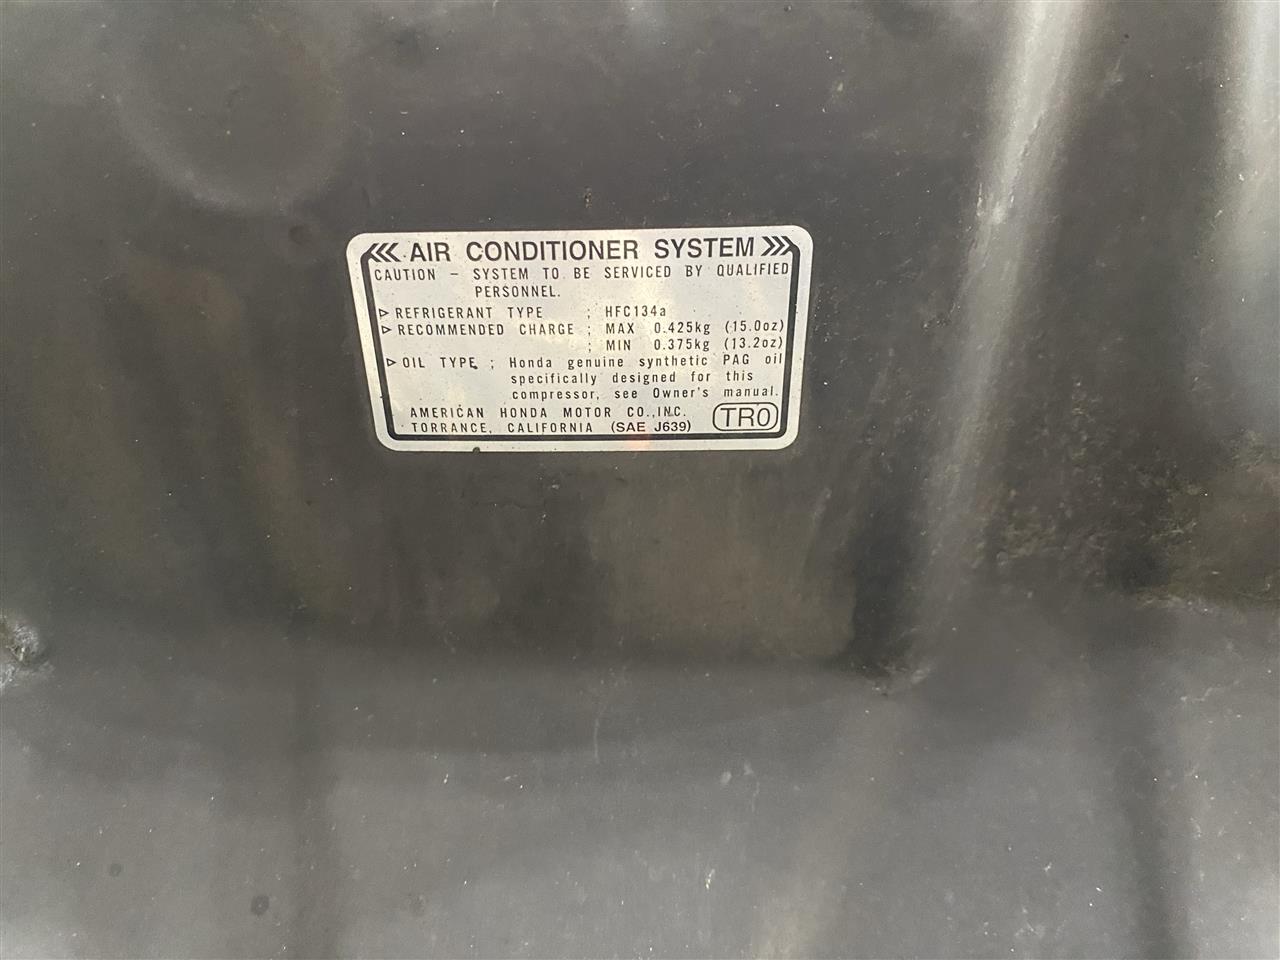 AIR CONDITIONER SYSTEM
CAUTION - SYSTEM TO BE SERVICED BY QUALIFIED
PERSONNEL.
▷ REFRIGERANT TYPE ; HFC134a
▷ RECOMMENDED CHARGE ; MAX 0.425kg (15.0oz)
; MIN 0.375kg (13.2oz)
▷ OIL TYPE ; Honda genuine synthetic PAG oil
specifically designed for this
compressor, see Owner's manual.
AMERICAN HONDA MOTOR CO.,INC.
TORRANCE, CALIFORNIA (SAE J639)
TR0